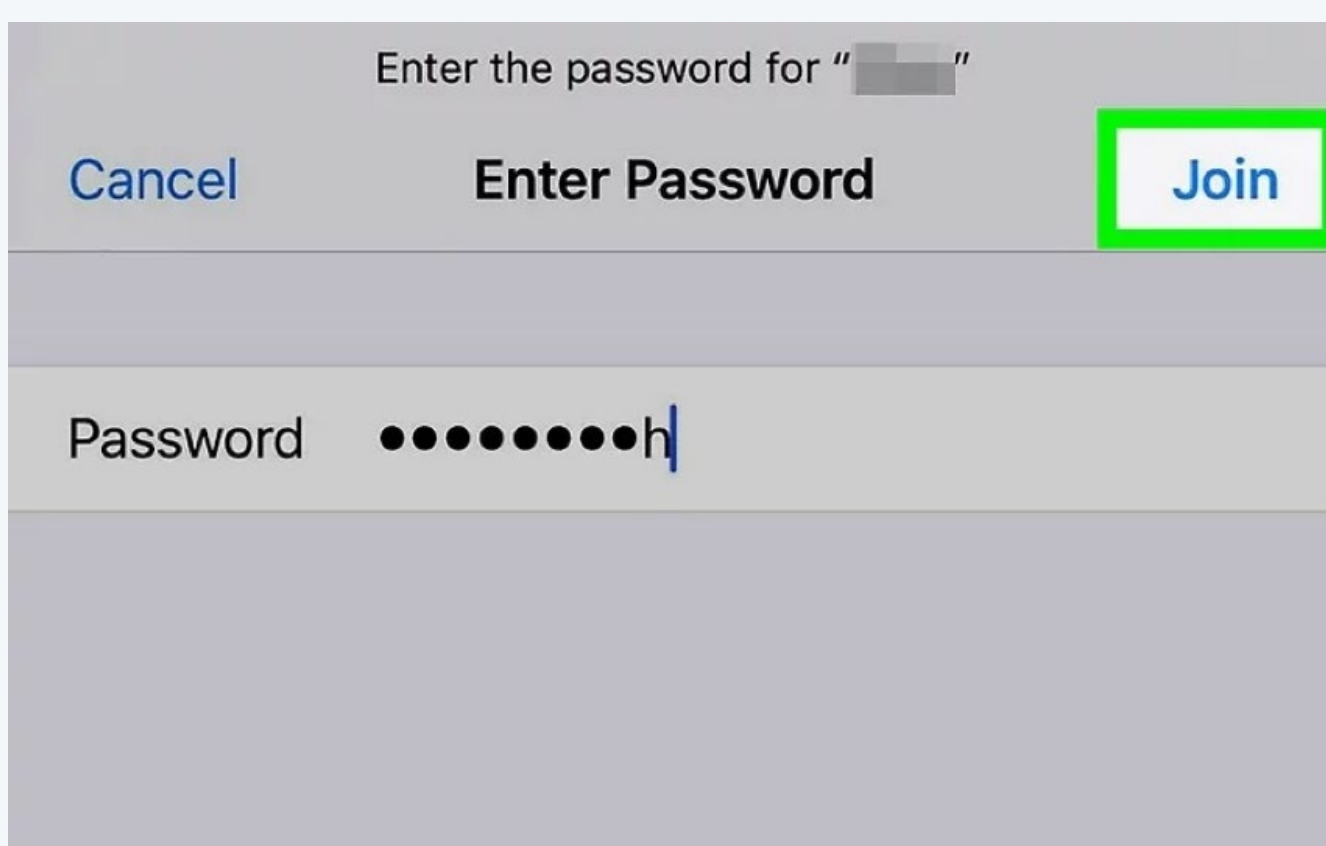 Enter the password for “ ”
Cancel Enter Password Join
Password ••••••••h